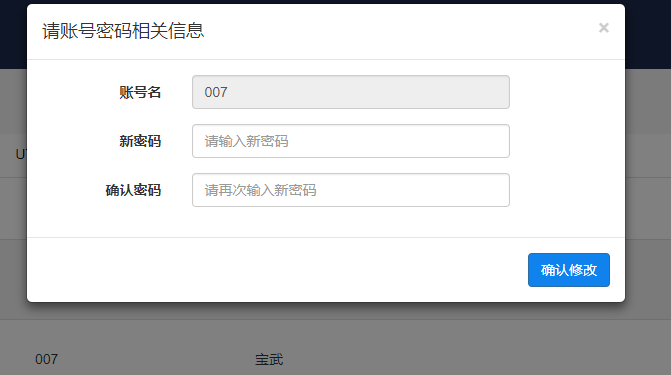 请账号密码相关信息 ×
账号名 007
新密码 请输入新密码
U
确认密码 请再次输入新密码
确认修改
007 宝武